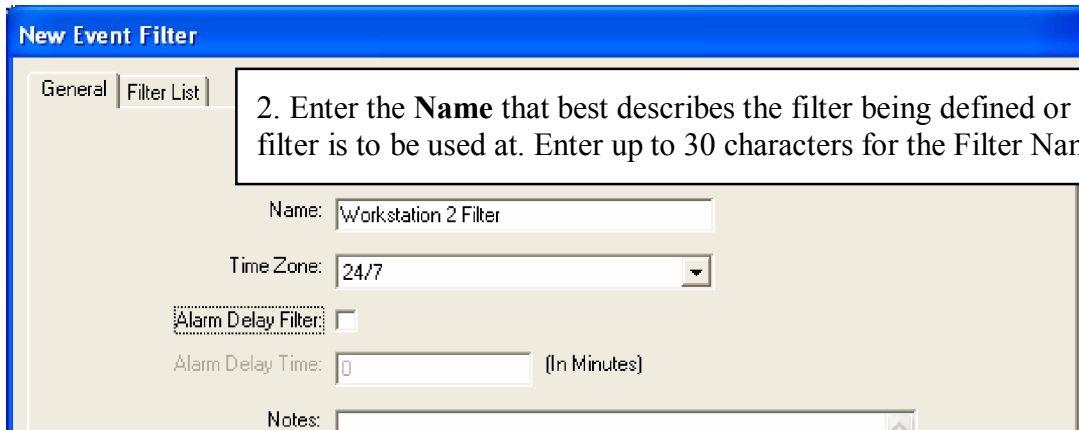 New Event Filter
General
Filter List
2. Enter the Name that best describes the filter being defined or
filter is to be used at. Enter up to 30 characters for the Filter
Name: Workstation 2 Filter
Time Zone: 24/7
Alarm Delay Filter:
Alarm Delay Time: 0 (In Minutes)
Notes: